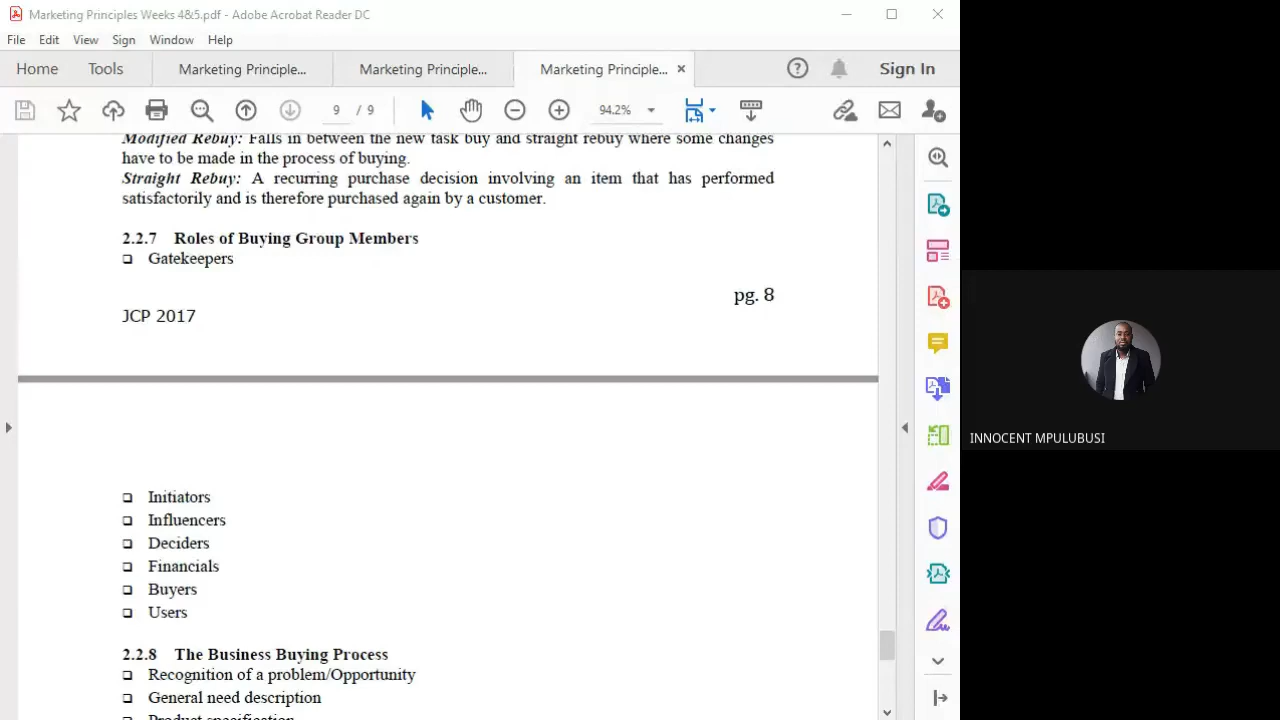 Marketing Principles Weeks 4&5.pdf - Adobe Acrobat Reader DC
File Edit View Sign Window Help
Home Tools Marketing Principle... Marketing Principle... Marketing Principle... × Sign In
9 / 9 94.2%
Modified Rebuy: Falls in between the new task buy and straight rebuy where some changes
have to be made in the process of buying.
Straight Rebuy: A recurring purchase decision involving an item that has performed
satisfactorily and is therefore purchased again by a customer.
2.2.7 Roles of Buying Group Members
❑ Gatekeepers
pg. 8
JCP 2017
❑ Initiators
❑ Influencers
❑ Deciders
❑ Financials
❑ Buyers
❑ Users
2.2.8 The Business Buying Process
❑ Recognition of a problem/Opportunity
❑ General need description
❑ Product specification
INNOCENT MPULUBUSI